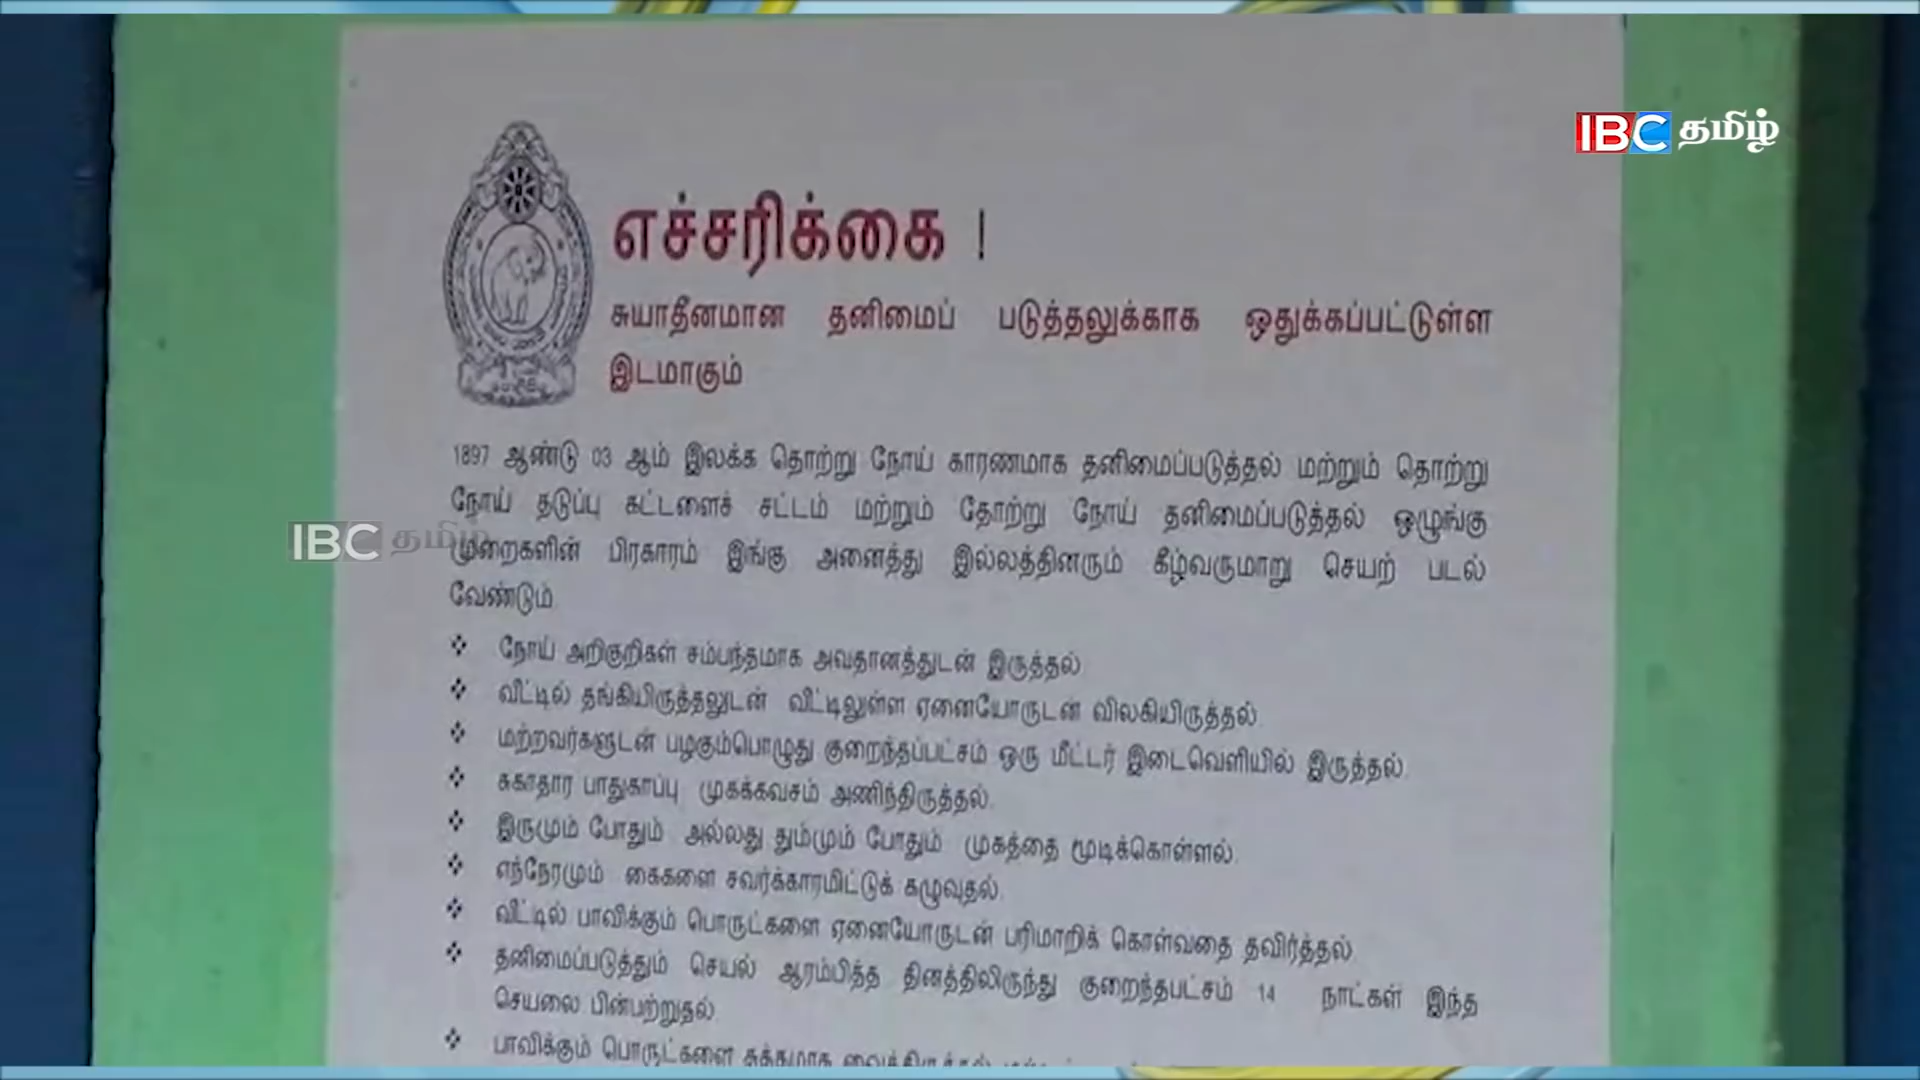 IBC தமிழ்
எச்சரிக்கை !
சுயாதீனமான தனிமைப் படுத்தலுக்காக ஒதுக்கப்பட்டுள்ள
இடமாகும்
1897 ஆண்டு 03 ஆம் இலக்க தொற்று நோய் காரணமாக தனிமைப்படுத்தல் மற்றும் தொற்று
நோய் தடுப்பு கட்டளைச் சட்டம் மற்றும் தோற்று நோய் தனிமைப்படுத்தல் ஒழுங்கு
IBC தமிழ்
முறைகளின் பிரகாரம் இங்கு அனைத்து இல்லத்தினரும் கீழ்வருமாறு செயற் படல்
வேண்டும்.
❖ நோய் அறிகுறிகள் சம்பந்தமாக அவதானத்துடன் இருத்தல்
❖ வீட்டில் தங்கியிருத்தலுடன் வீட்டிலுள்ள ஏனையோருடன் விலகியிருத்தல்.
❖ மற்றவர்களுடன் பழகும்பொழுது குறைந்தப்பட்சம் ஒரு மீட்டர் இடைவெளியில் இருத்தல்.
❖ சுகாதார பாதுகாப்பு முகக்கவசம் அணிந்திருத்தல்.
❖ இருமும் போதும் அல்லது தும்மும் போதும் முகத்தை மூடிக்கொள்ளல்.
❖ எந்நேரமும் கைகளை சவர்க்காரமிட்டுக் கழுவுதல்.
❖ வீட்டில் பாவிக்கும் பொருட்களை ஏனையோருடன் பரிமாறிக் கொள்வதை தவிர்த்தல்.
❖ தனிமைப்படுத்தும் செயல் ஆரம்பித்த தினத்திலிருந்து குறைந்தபட்சம் 14 நாட்கள் இந்த
செயலை பின்பற்றுதல்
❖ பாவிக்கும் பொருட்களை சுத்தமாக வைத்திருத்தல்